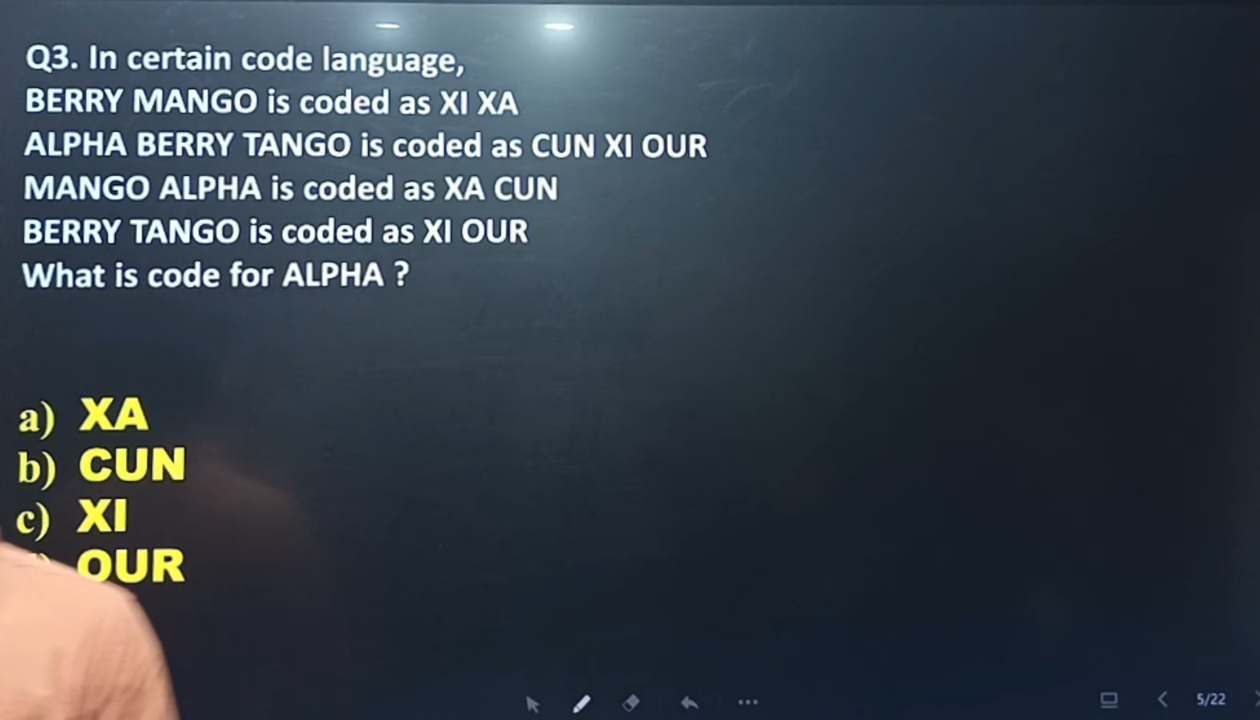 Q3. In certain code language,
BERRY MANGO is coded as XI XA
ALPHA BERRY TANGO is coded as CUN XI OUR
MANGO ALPHA is coded as XA CUN
BERRY TANGO is coded as XI OUR
What is code for ALPHA ?
a) XA
b) CUN
c) XI
OUR
5/22